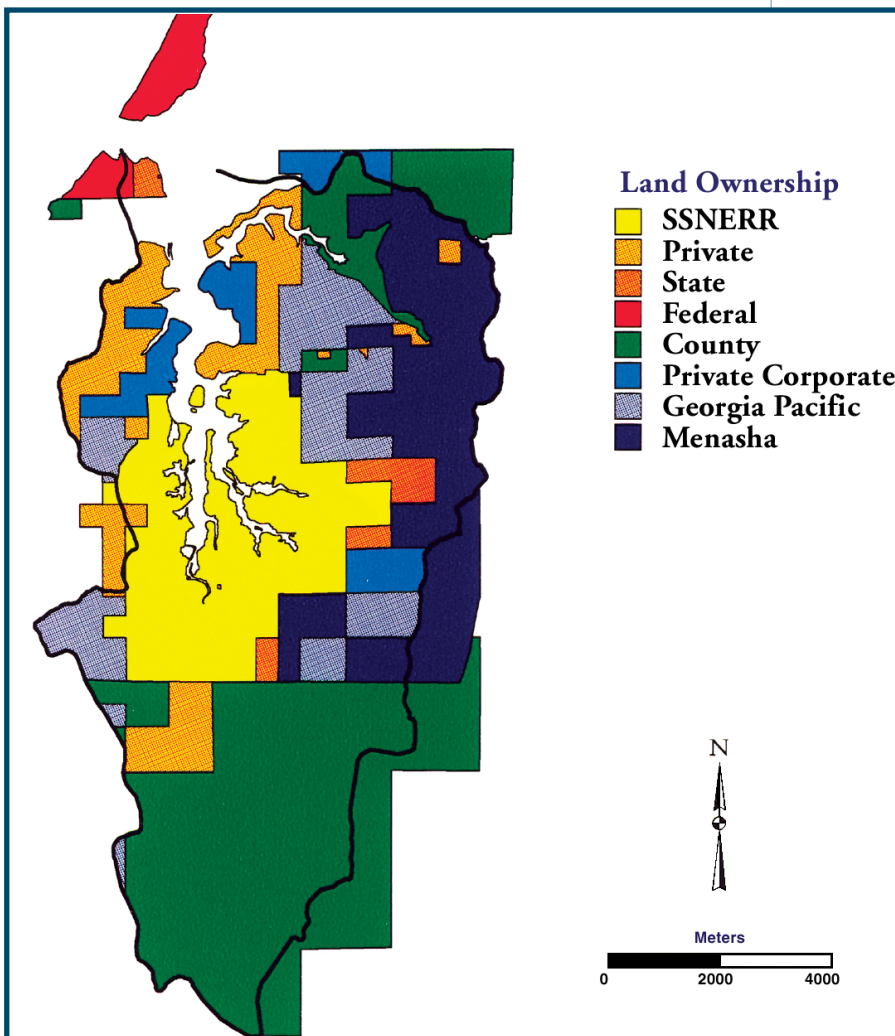 Land Ownership
SSNERR
Private
State
Federal
County
Private Corporate
Georgia Pacific
Menasha
N
Meters
0 2000 4000